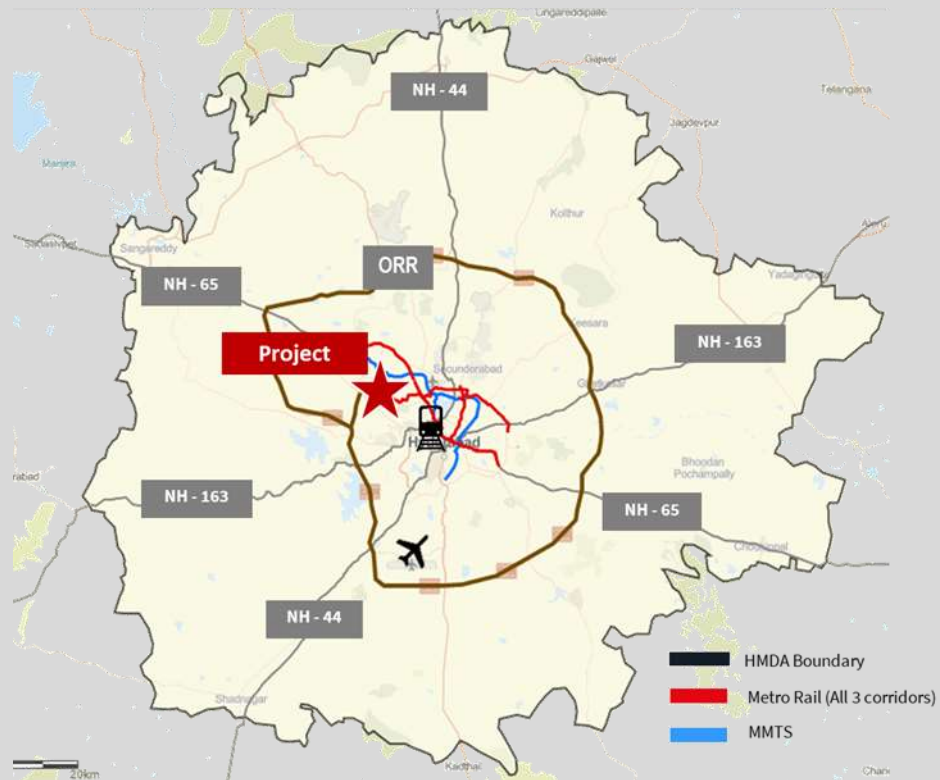 Lingareddipalle
NH - 44
Gajwel
Telangana
Jagdevpur
Manjira
Kolthur
Sadasivpet
Sangareddy
ORR
Yadagirigutta
NH - 65
Keesara
NH - 163
Project
Secunderabad
Ghatkesar
Bhoodan
Pochampally
rabad
NH - 163
NH - 65
Choutuppal
NH - 44
HMDA Boundary
Metro Rail (All 3 corridors)
Shadnagar
MMTS
Kadthal
20km